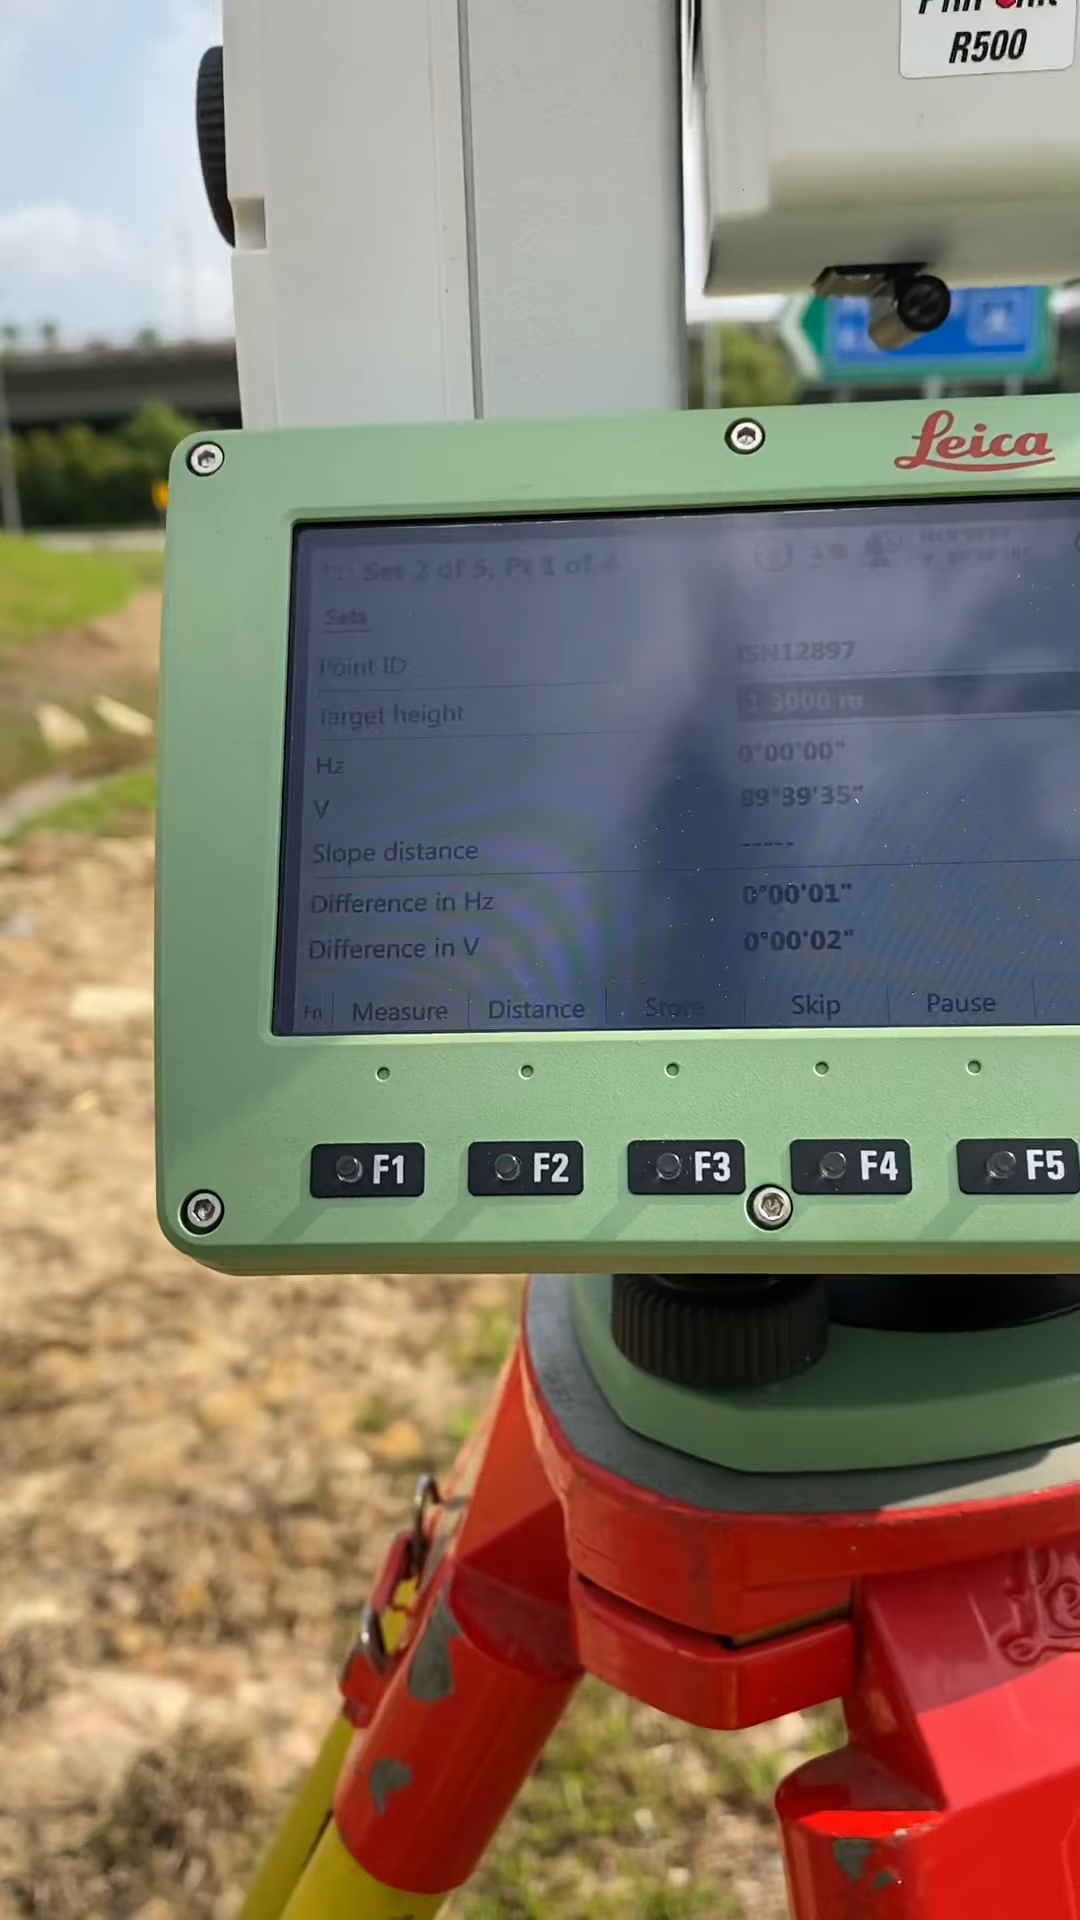 R500
Leica
Set 2 of 5, Pt 1 of 4
Sets
Point ID ISN12897
Target height
Hz 0°00'00"
V 89°39'35"
Slope distance -----
Difference in Hz 0°00'01"
Difference in V 0°00'02"
Fn Measure Distance Store Skip Pause
F1 F2 F3 F4 F5